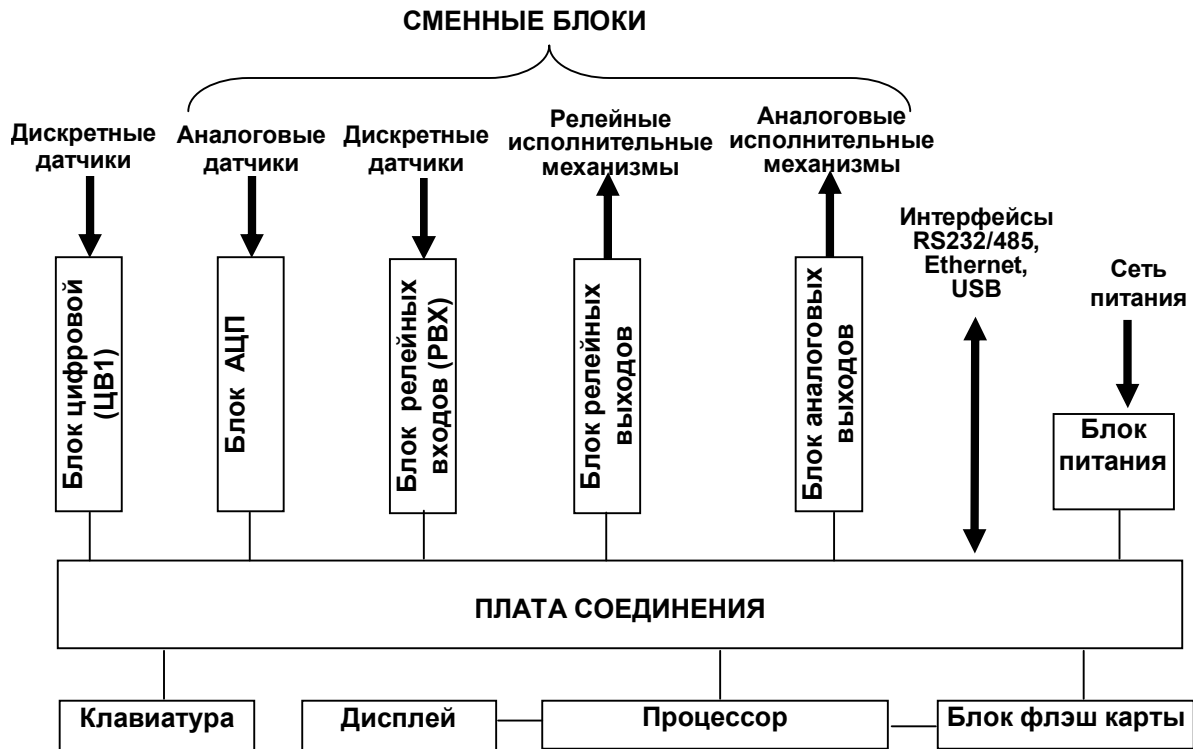 СМЕННЫЕ БЛОКИ
Дискретные
датчики
Аналоговые
датчики
Дискретные
датчики
Релейные
исполнительные
механизмы
Аналоговые
исполнительные
механизмы
Интерфейсы
RS232/485,
Ethernet,
USB
Сеть
питания
Блок цифровой
(ЦВ1)
Блок АЦП
Блок релейных
входов (РВХ)
Блок релейных
выходов
Блок аналоговых
выходов
Блок
питания
ПЛАТА СОЕДИНЕНИЯ
Клавиатура
Дисплей
Процессор
Блок флэш карты